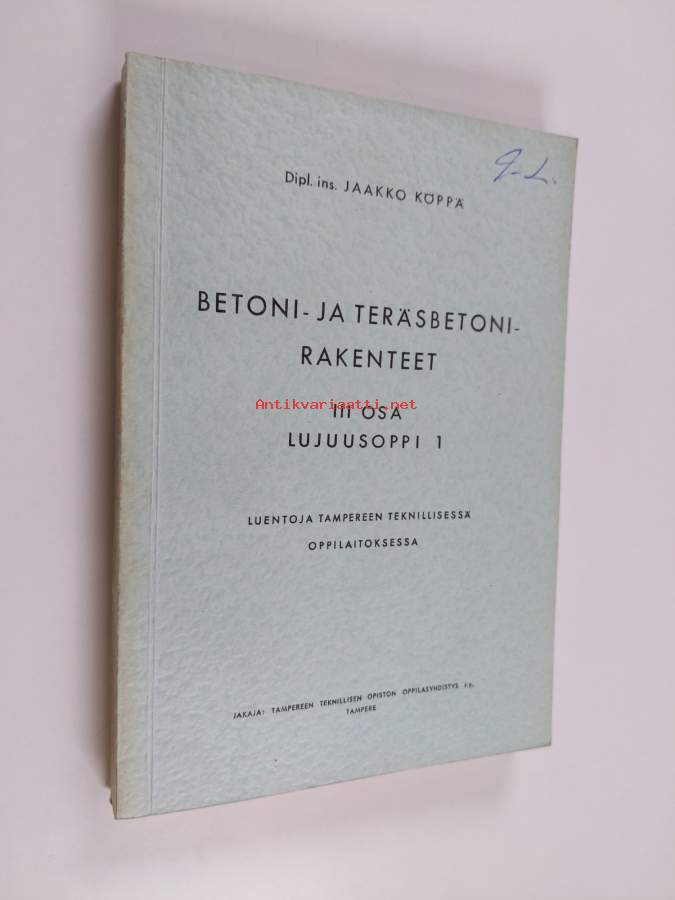 J-L.
Dipl. ins. JAAKKO KÖPPÄ
BETONI- JA TERÄSBETONI-
RAKENTEET
Antikvariaatti.net
III OSA
LUJUUSOPPI 1
LUENTOJA TAMPEREEN TEKNILLISESSÄ
OPPILAITOKSESSA
JAKAJA: TAMPEREEN TEKNILLISEN OPISTON OPPILASYHDISTYS r.y.
TAMPERE